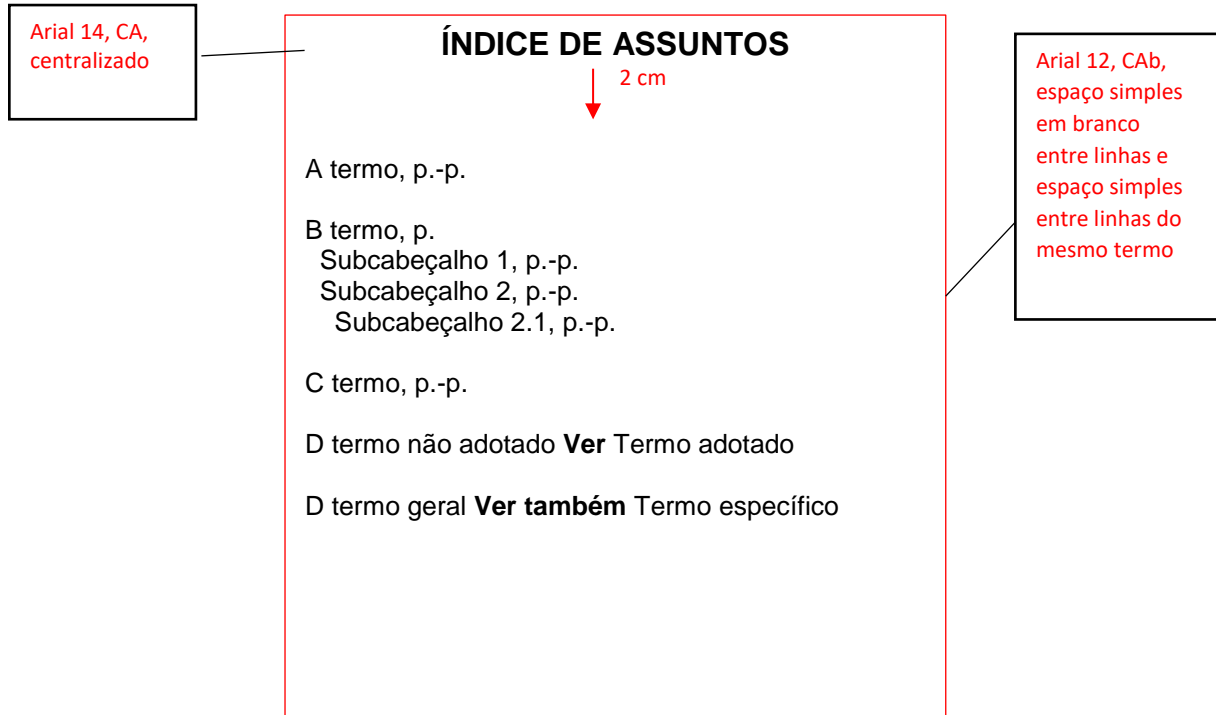 Arial 14, CA,
centralizado
ÍNDICE DE ASSUNTOS
2 cm
Arial 12, CAb,
espaço simples
em branco
entre linhas e
espaço simples
entre linhas do
mesmo termo
A termo, p.-p.
B termo, p.
Subcabeçalho 1, p.-p.
Subcabeçalho 2, p.-p.
Subcabeçalho 2.1, p.-p.
C termo, p.-p.
D termo não adotado Ver Termo adotado
D termo geral Ver também Termo específico